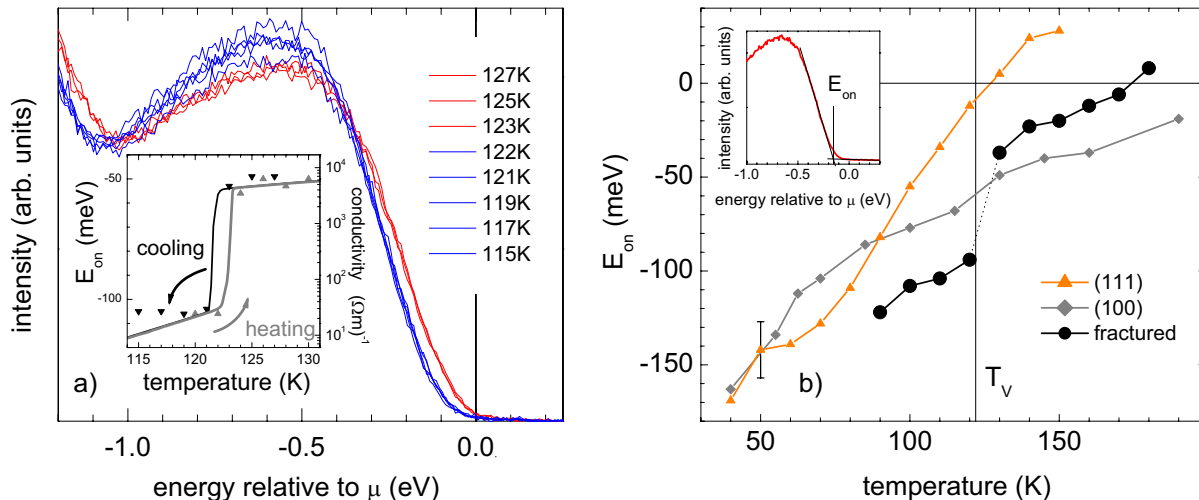 intensity (arb. units)
127K
125K
123K
122K
121K
119K
117K
115K
E_on (meV)
-50
-100
cooling
heating
10^4
10^3
10^2
10^1
conductivity (Ωm)^-1
115 120 125 130
temperature (K)
a)
-1.0 -0.5 0.0
energy relative to μ (eV)
E_on (meV)
0
-50
-100
-150
intensity (arb. units)
E_on
-1.0 -0.5 0.0
energy relative to μ (eV)
(111)
(100)
fractured
b)
T_V
50 100 150
temperature (K)